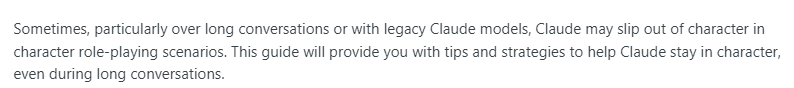 Sometimes, particularly over long conversations or with legacy Claude models, Claude may slip out of character in
character role-playing scenarios. This guide will provide you with tips and strategies to help Claude stay in character,
even during long conversations.